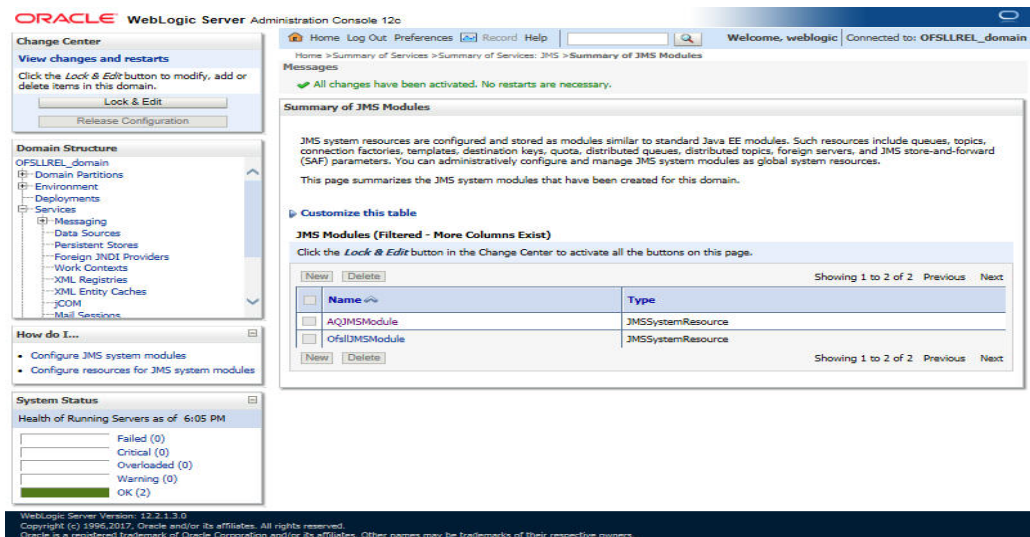 ORACLE WebLogic Server Administration Console 12c
Change Center
View changes and restarts
Click the Lock & Edit button to modify, add or
delete items in this domain.
Lock & Edit
Release Configuration
Domain Structure
OFSLLREL_domain
Domain Partitions
Environment
Deployments
Services
Messaging
Data Sources
Persistent Stores
Foreign JNDI Providers
Work Contexts
XML Registries
XML Entity Caches
jCOM
Mail Sessions
How do I...
Configure JMS system modules
Configure resources for JMS system modules
System Status
Health of Running Servers as of 6:05 PM
Failed (0)
Critical (0)
Overloaded (0)
Warning (0)
OK (2)
Home Log Out Preferences Record Help
Welcome, weblogic Connected to: OFSLLREL_domain
Home >Summary of Services >Summary of Services: JMS >Summary of JMS Modules
Messages
All changes have been activated. No restarts are necessary.
Summary of JMS Modules
JMS system resources are configured and stored as modules similar to standard Java EE modules. Such resources include queues, topics,
connection factories, templates, destination keys, quota, distributed queues, distributed topics, foreign servers, and JMS store-and-forward
(SAF) parameters. You can administratively configure and manage JMS system modules as global system resources.
This page summarizes the JMS system modules that have been created for this domain.
Customize this table
JMS Modules (Filtered - More Columns Exist)
Click the Lock & Edit button in the Change Center to activate all the buttons on this page.
New Delete Showing 1 to 2 of 2 Previous Next
Name Type
AQJMSModule JMSSystemResource
OfsllJMSModule JMSSystemResource
New Delete Showing 1 to 2 of 2 Previous Next
WebLogic Server Version: 12.2.1.3.0
Copyright (c) 1996,2017, Oracle and/or its affiliates. All rights reserved.
Oracle is a registered trademark of Oracle Corporation and/or its affiliates. Other names may be trademarks of their respective owners.